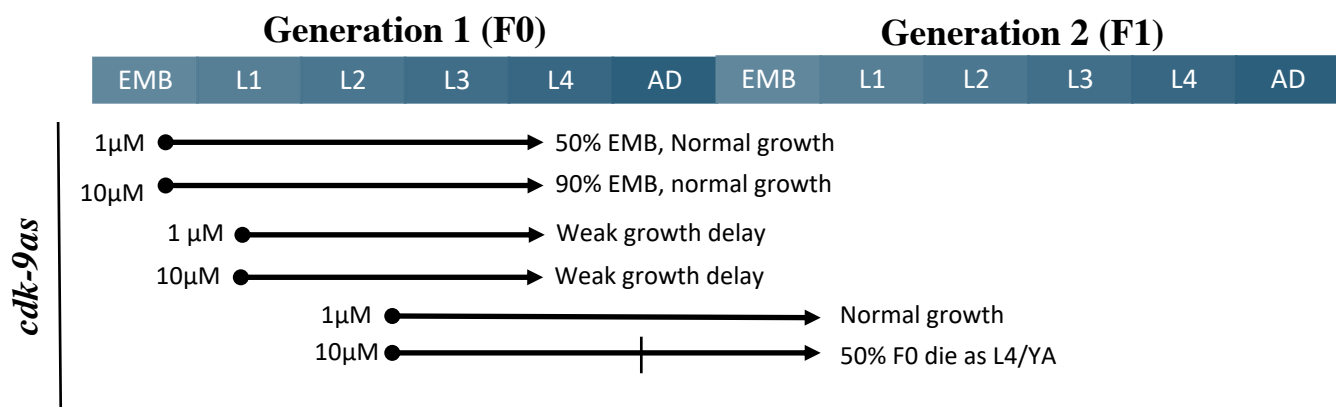 Generation 1 (F0) Generation 2 (F1)
EMB L1 L2 L3 L4 AD EMB L1 L2 L3 L4 AD
1µM 50% EMB, Normal growth
10µM 90% EMB, normal growth
1 µM Weak growth delay
10µM Weak growth delay
1µM Normal growth
10µM 50% F0 die as L4/YA
cdk-9as